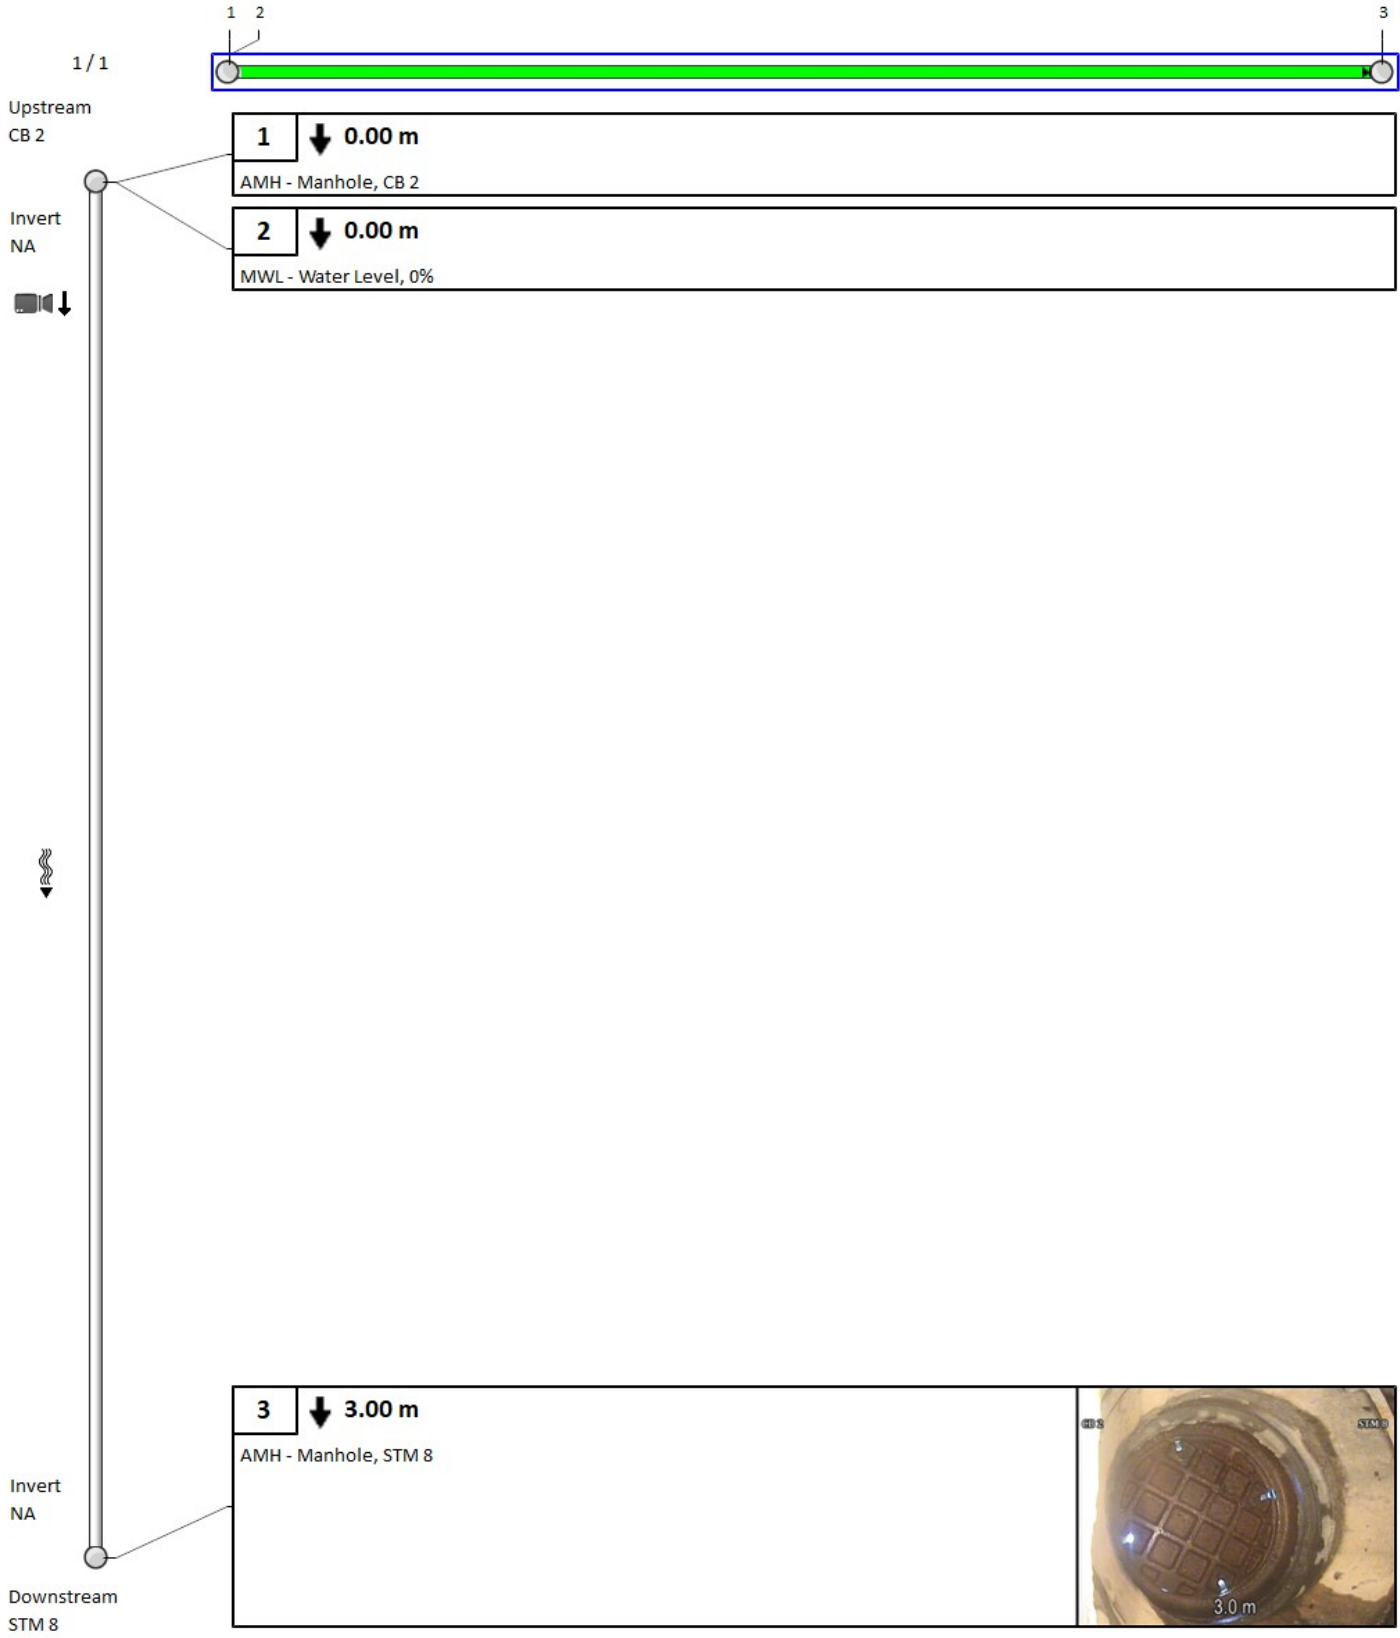 1 2 3
1 / 1
Upstream
CB 2
1 0.00 m
AMH - Manhole, CB 2
Invert
NA
2 0.00 m
MWL - Water Level, 0%
3 3.00 m
AMH - Manhole, STM 8
CB 2 STM 8
3.0 m
Invert
NA
Downstream
STM 8